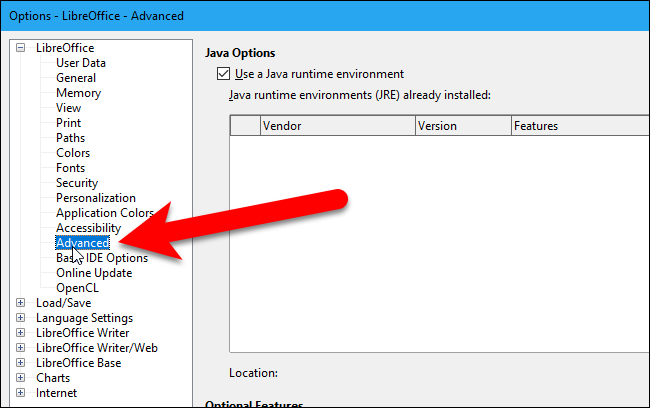 Options - LibreOffice - Advanced
LibreOffice
User Data
General
Memory
View
Print
Paths
Colors
Fonts
Security
Personalization
Application Colors
Accessibility
Advanced
IDE Options
Online Update
OpenCL
Load/Save
Language Settings
LibreOffice Writer
LibreOffice Writer/Web
LibreOffice Base
Charts
Internet
Java Options
Use a Java runtime environment
Java runtime environments (JRE) already installed:
Vendor Version Features
Location:
Optional Features